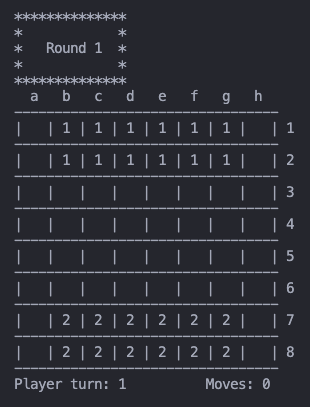 **************
*            *
*   Round 1  *
*            *
**************
  a   b   c   d   e   f   g   h
---------------------------------
|   | 1 | 1 | 1 | 1 | 1 | 1 |   | 1
---------------------------------
|   | 1 | 1 | 1 | 1 | 1 | 1 |   | 2
---------------------------------
|   |   |   |   |   |   |   |   | 3
---------------------------------
|   |   |   |   |   |   |   |   | 4
---------------------------------
|   |   |   |   |   |   |   |   | 5
---------------------------------
|   |   |   |   |   |   |   |   | 6
---------------------------------
|   | 2 | 2 | 2 | 2 | 2 | 2 |   | 7
---------------------------------
|   | 2 | 2 | 2 | 2 | 2 | 2 |   | 8
---------------------------------
Player turn: 1          Moves: 0